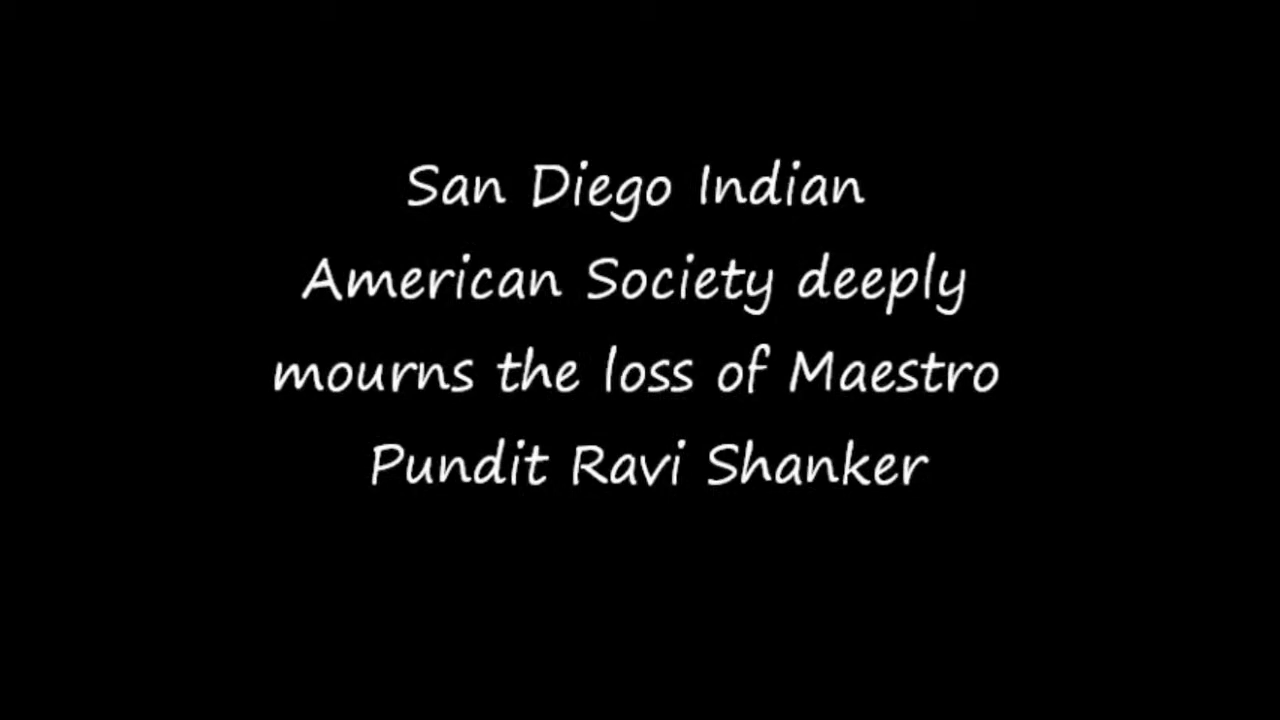 San Diego Indian
American Society deeply
mourns the loss of Maestro
Pundit Ravi Shanker